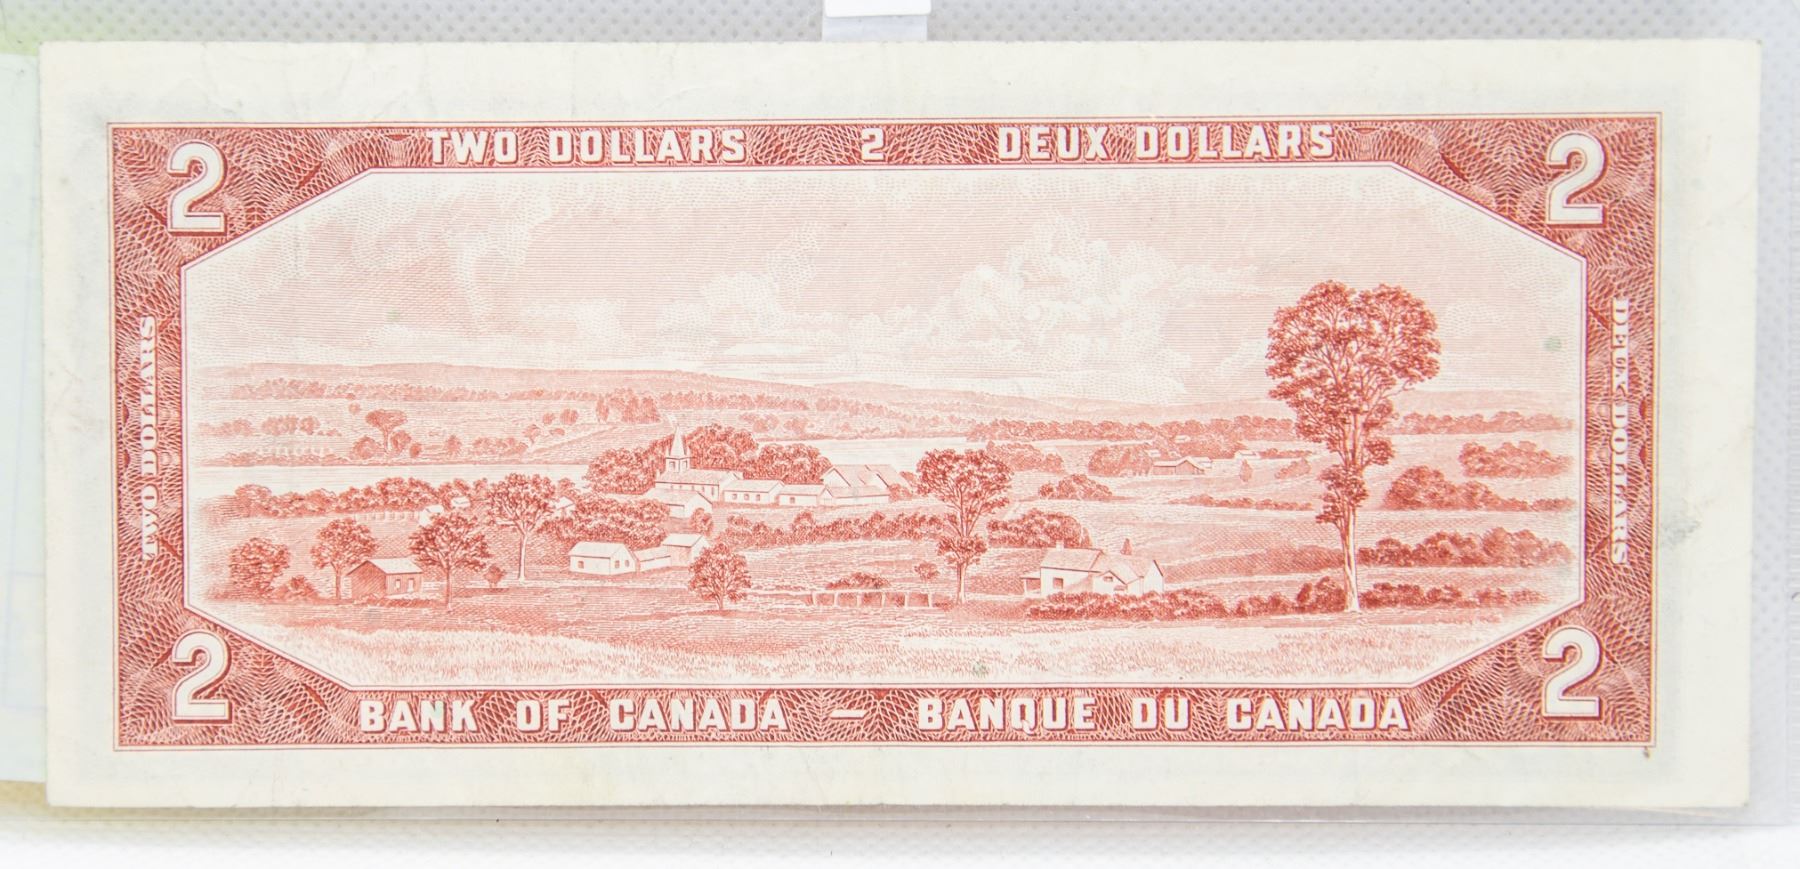 TWO DOLLARS 2 DEUX DOLLARS
2 2
TWO DOLLARS
DEUX DOLLARS
2 2
BANK OF CANADA – BANQUE DU CANADA